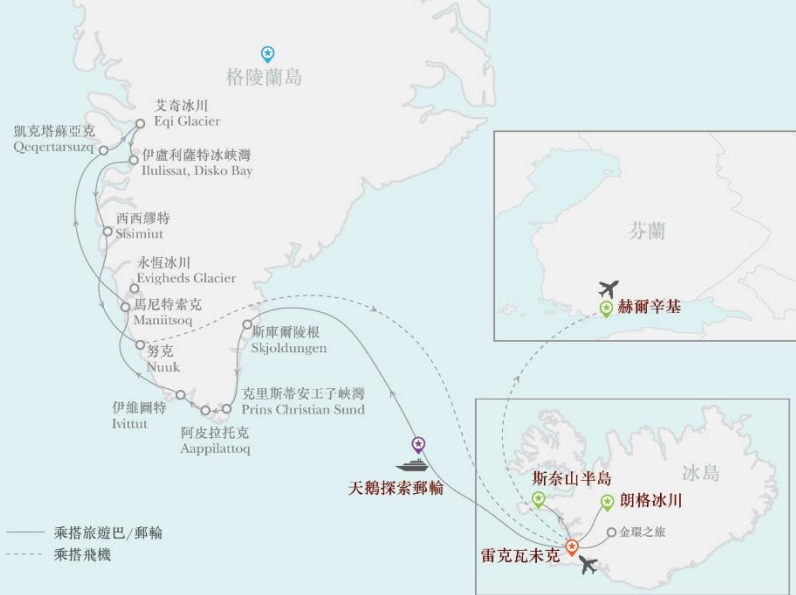 格陵蘭島
艾奇冰川
Eqi Glacier
凱克塔蘇亞克
Qeqertarsuzq
伊盧利薩特冰峽灣
Ilulissat, Disko Bay
西西繆特
Sisimiut
永恆冰川
Evigheds Glacier
馬尼特索克
Maniitsoq
努克
Nuuk
斯庫爾陵根
Skjoldungen
伊維圖特
Ivittut
克里斯蒂安王子峽灣
Prins Christian Sund
阿皮拉托克
Aappilattoq
天鵝探索郵輪
芬蘭
赫爾辛基
冰島
斯奈山半島
朗格冰川
金環之旅
雷克瓦未克
乘搭旅遊巴/郵輪
乘搭飛機